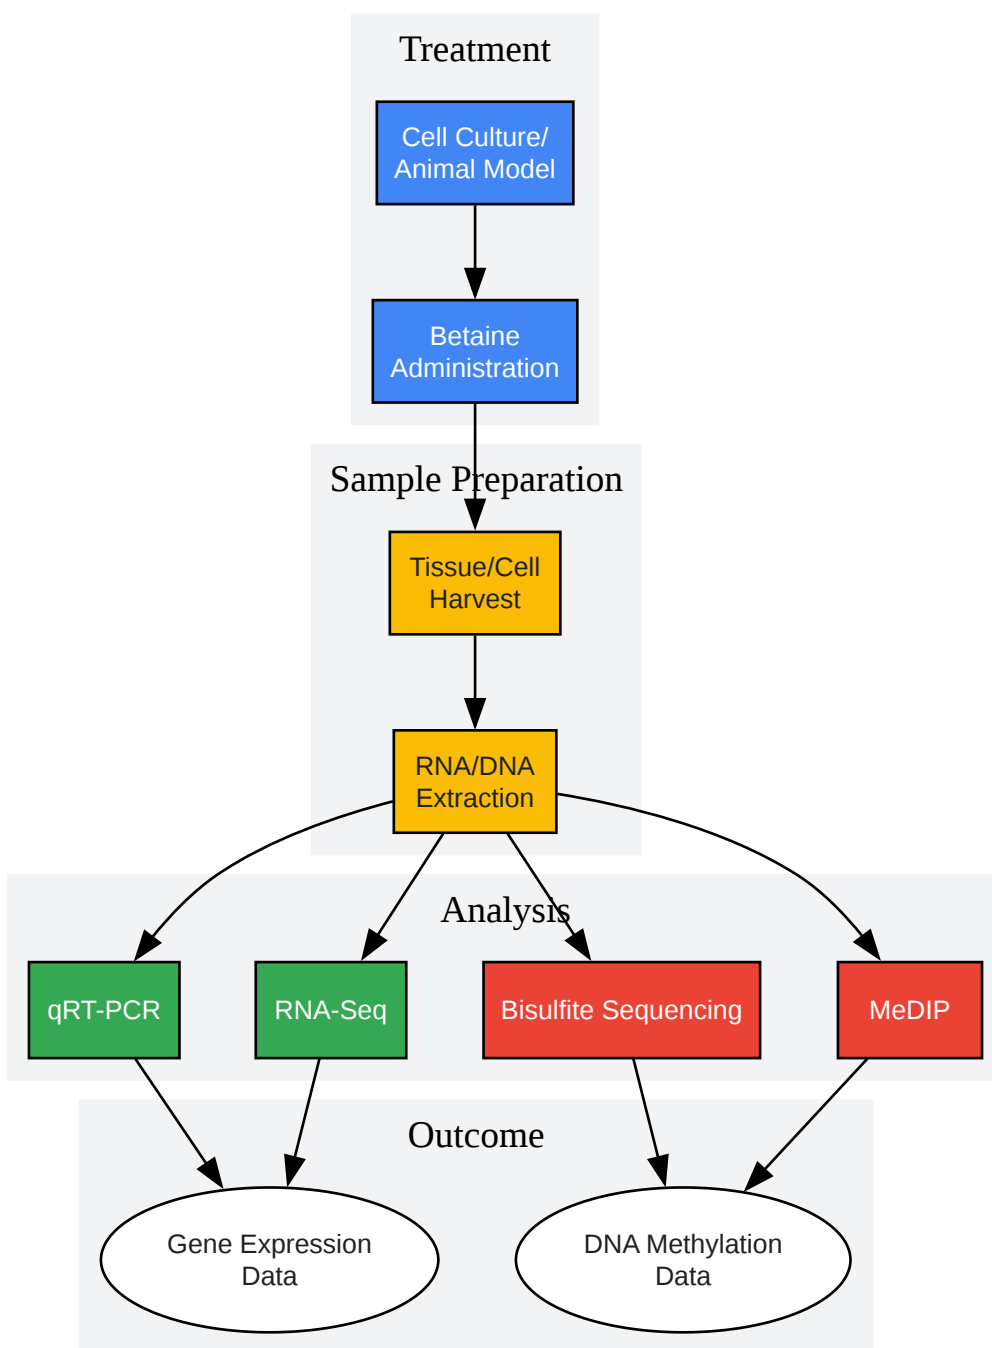 Treatment
Cell Culture/
Animal Model
Betaine
Administration
Sample Preparation
Tissue/Cell
Harvest
RNA/DNA
Extraction
Analysis
qRT-PCR
RNA-Seq
Bisulfite Sequencing
MeDIP
Outcome
Gene Expression
Data
DNA Methylation
Data